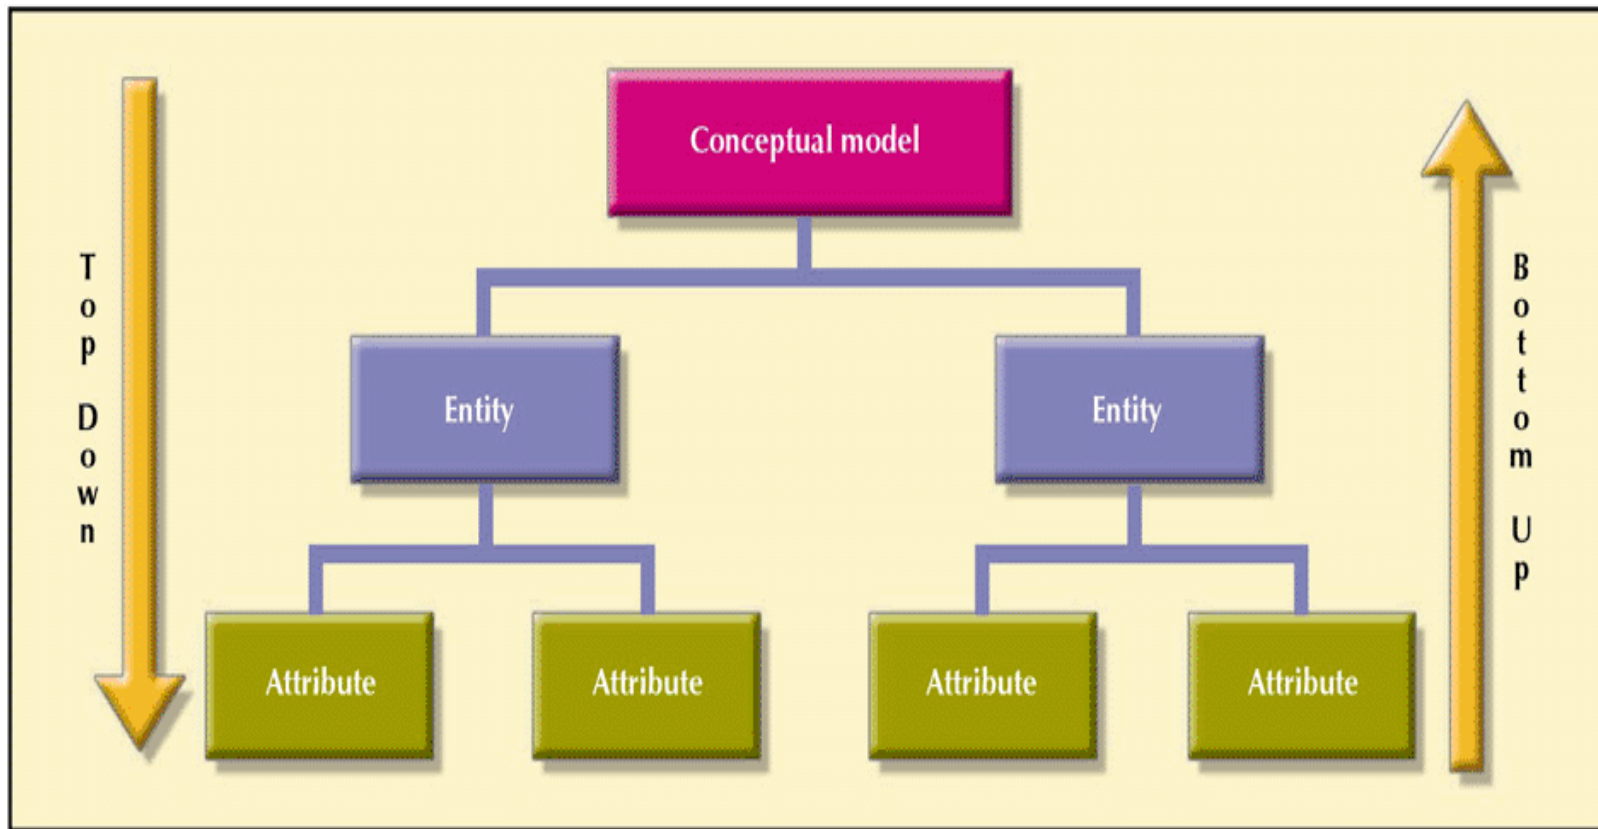 Conceptual model
Top Down
Bottom Up
Entity
Entity
Attribute
Attribute
Attribute
Attribute